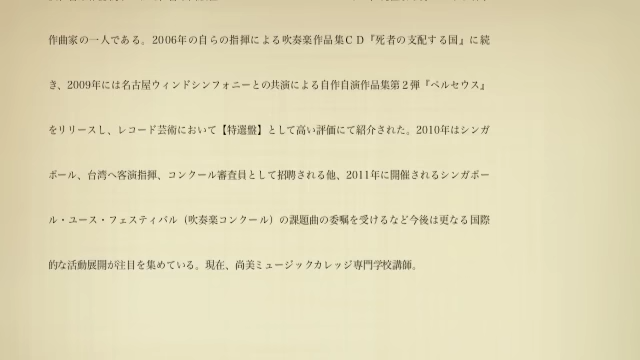 作曲家の一人である。2006年の自らの指揮による吹奏楽作品集ＣＤ『死者の支配する国』に続
き、2009年には名古屋ウィンドシンフォニーとの共演による自作自演作品集第２弾『ペルセウス』
をリリースし、レコード芸術において【特選盤】として高い評価にて紹介された。2010年はシンガ
ポール、台湾へ客演指揮、コンクール審査員として招聘される他、2011年に開催されるシンガポー
ル・ユース・フェスティバル（吹奏楽コンクール）の課題曲の委嘱を受けるなど今後は更なる国際
的な活動展開が注目を集めている。現在、尚美ミュージックカレッジ専門学校講師。